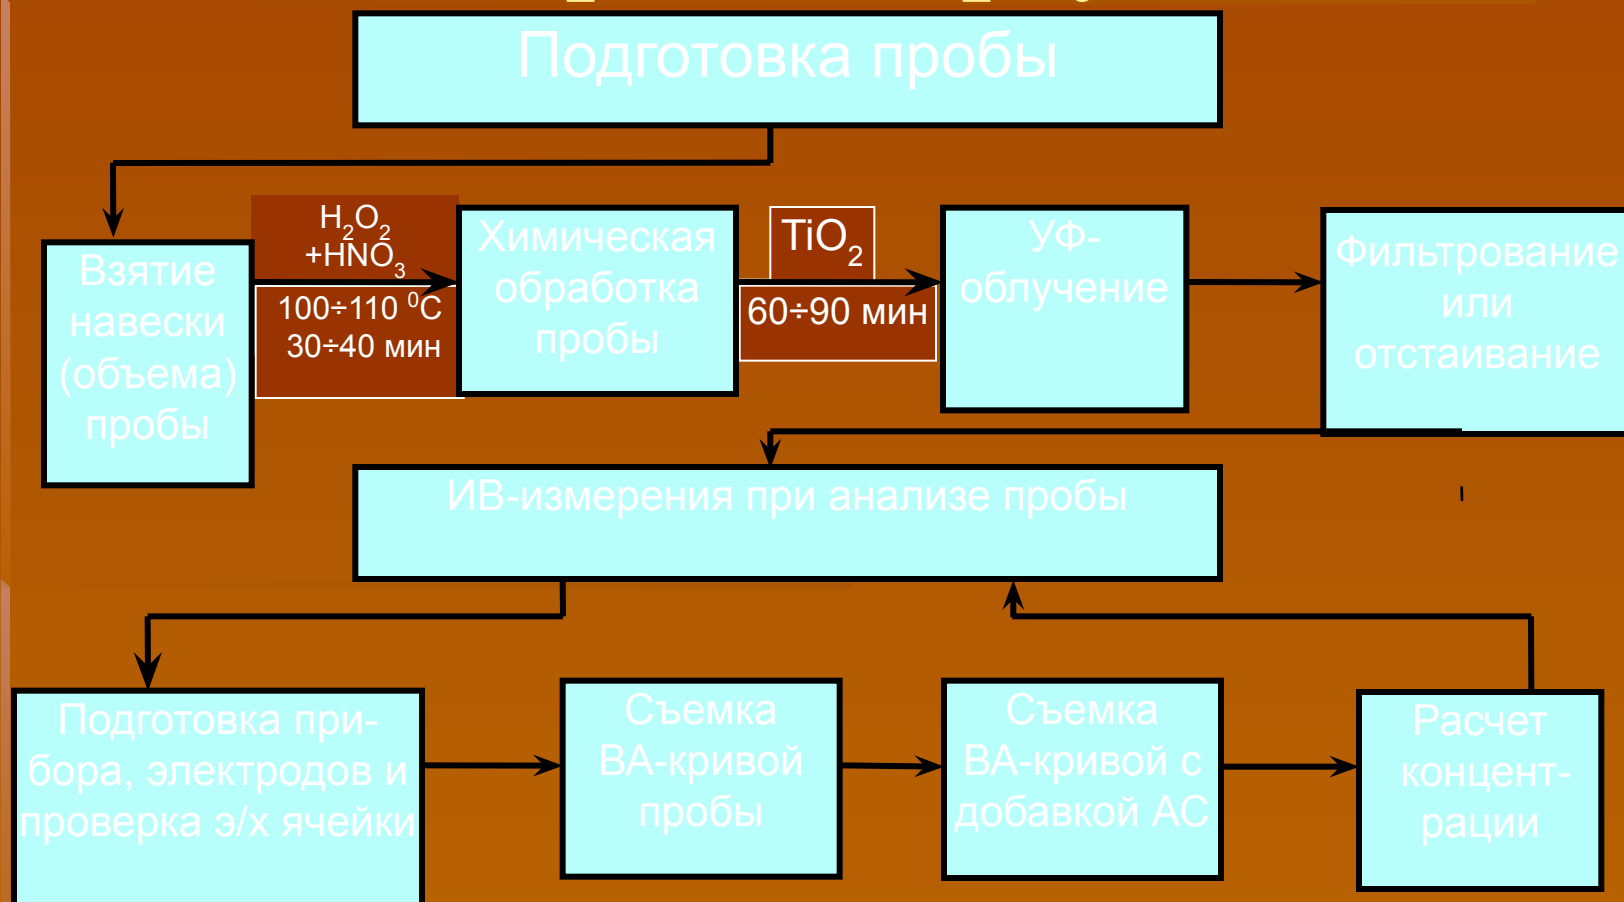 Подготовка пробы
H2O2
+HNO3
100÷110 ⁰C
30÷40 мин
Взятие
навески
(объема)
пробы
Химическая
обработка
пробы
TiO2
60÷90 мин
УФ-
облучение
Фильтрование
или
отстаивание
ИВ-измерения при анализе пробы
Подготовка при-
бора, электродов и
проверка э/х ячейки
Съемка
ВА-кривой
пробы
Съемка
ВА-кривой с
добавкой АС
Расчет
концент-
рации